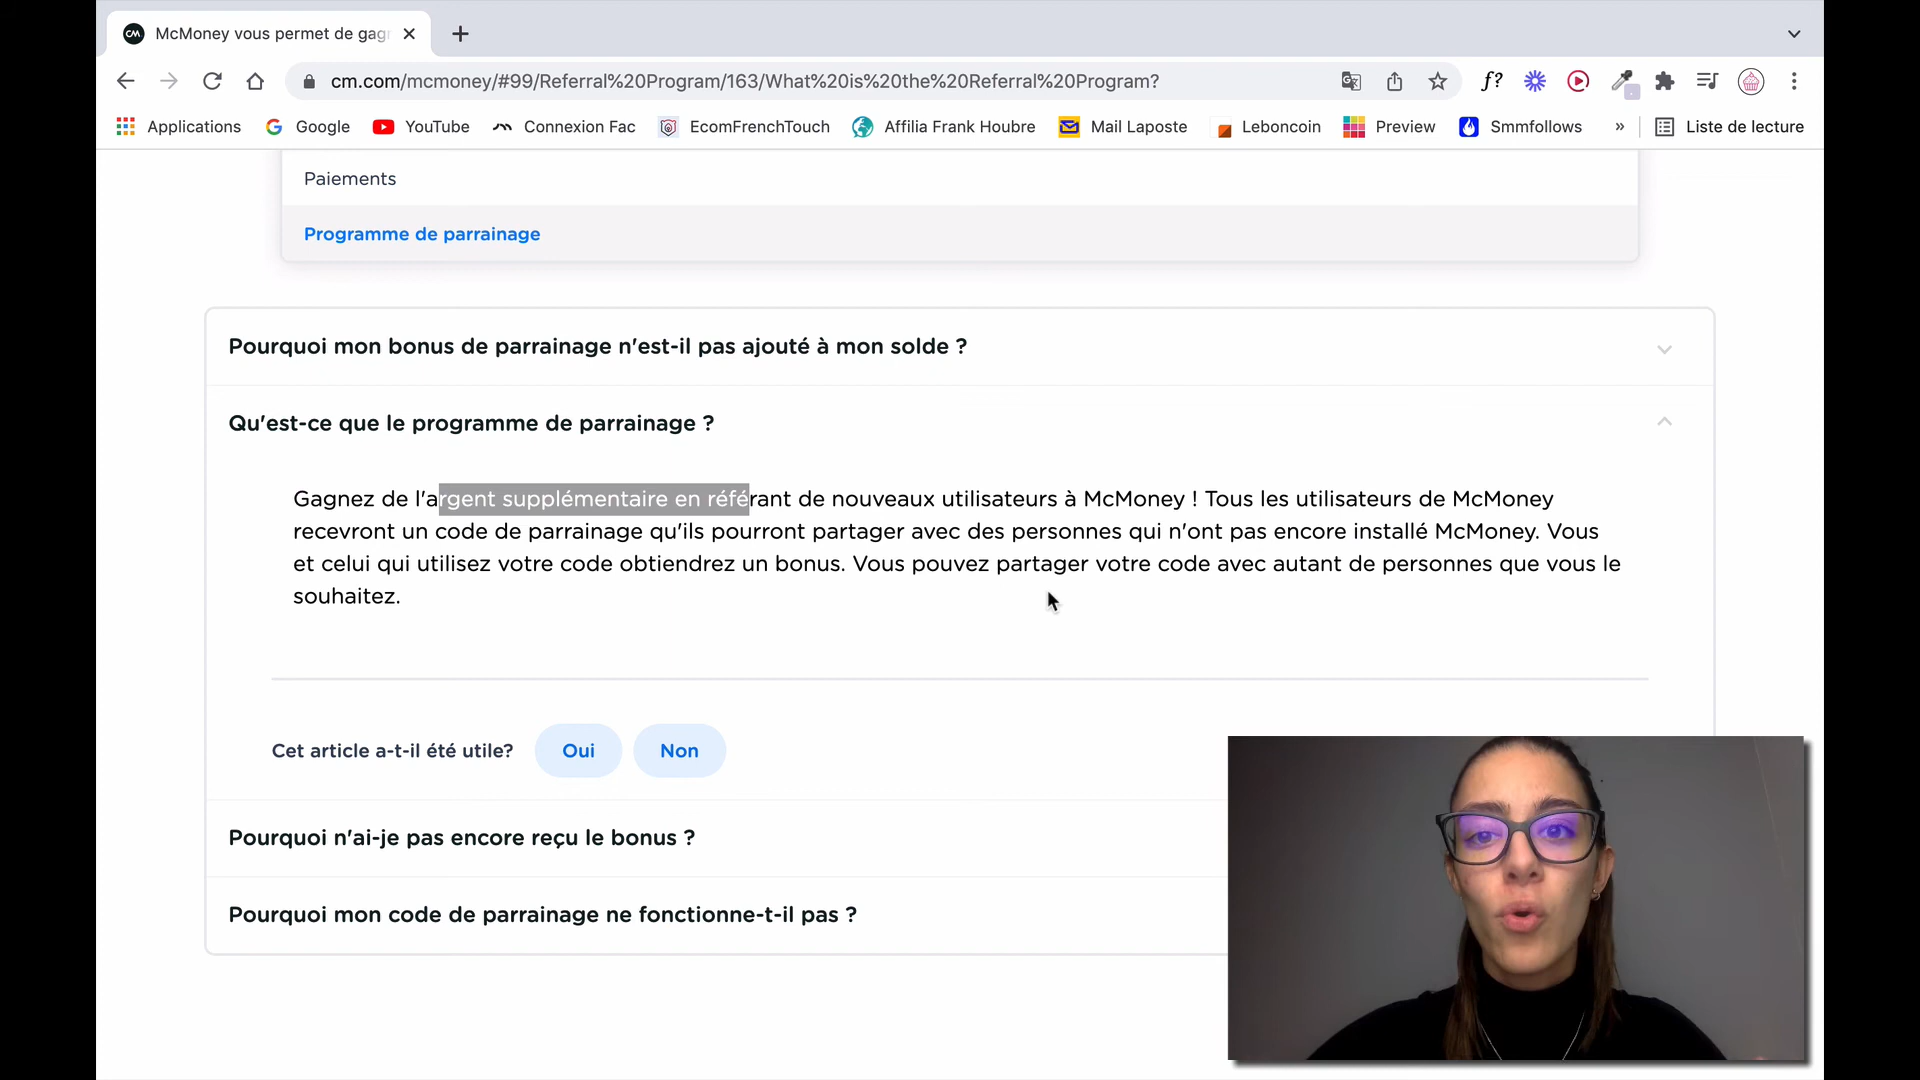 CM McMoney vous permet de gag
cm.com/mcmoney/#99/Referral%20Program/163/What%20is%20the%20Referral%20Program?
f?
Applications Google YouTube Connexion Fac EcomFrenchTouch Affilia Frank Houbre Mail Laposte Leboncoin Preview Smmfollows » Liste de lecture
Paiements
Programme de parrainage
Pourquoi mon bonus de parrainage n'est-il pas ajouté à mon solde ?
Qu'est-ce que le programme de parrainage ?
Gagnez de l'argent supplémentaire en référant de nouveaux utilisateurs à McMoney ! Tous les utilisateurs de McMoney
recevront un code de parrainage qu'ils pourront partager avec des personnes qui n'ont pas encore installé McMoney. Vous
et celui qui utilisez votre code obtiendrez un bonus. Vous pouvez partager votre code avec autant de personnes que vous le
souhaitez.
Cet article a-t-il été utile? Oui Non
Pourquoi n'ai-je pas encore reçu le bonus ?
Pourquoi mon code de parrainage ne fonctionne-t-il pas ?